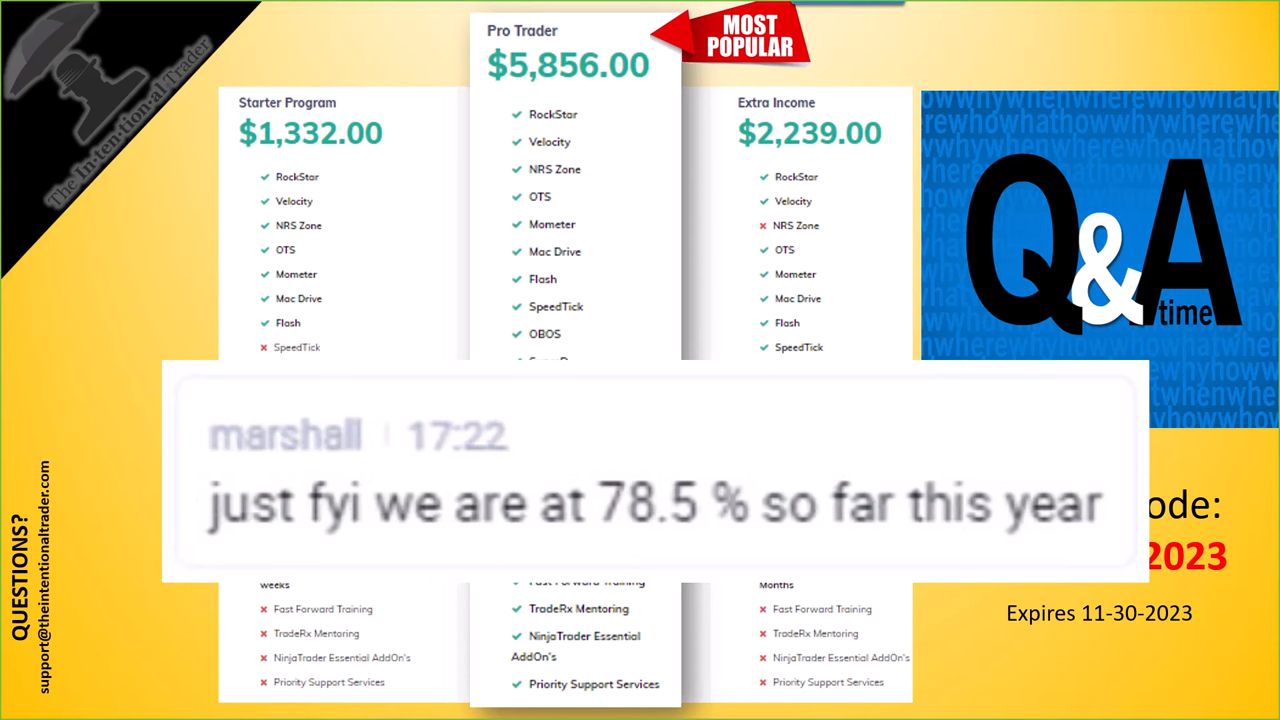 The In·ten·tion·al Trader
QUESTIONS?
support@theintentionaltrader.com
Starter Program
$1,332.00
RockStar
Velocity
NRS Zone
OTS
Mometer
Mac Drive
Flash
SpeedTick
weeks
Fast Forward Training
TradeRx Mentoring
NinjaTrader Essential AddOn's
Priority Support Services
Pro Trader
$5,856.00
MOST
POPULAR
RockStar
Velocity
NRS Zone
OTS
Mometer
Mac Drive
Flash
SpeedTick
OBOS
Fast Forward Training
TradeRx Mentoring
NinjaTrader Essential
AddOn's
Priority Support Services
Extra Income
$2,239.00
RockStar
Velocity
NRS Zone
OTS
Mometer
Mac Drive
Flash
SpeedTick
Months
Fast Forward Training
TradeRx Mentoring
NinjaTrader Essential AddOn's
Priority Support Services
marshall 17:22
just fyi we are at 78.5 % so far this year
Q&A
time
ode:
2023
Expires 11-30-2023